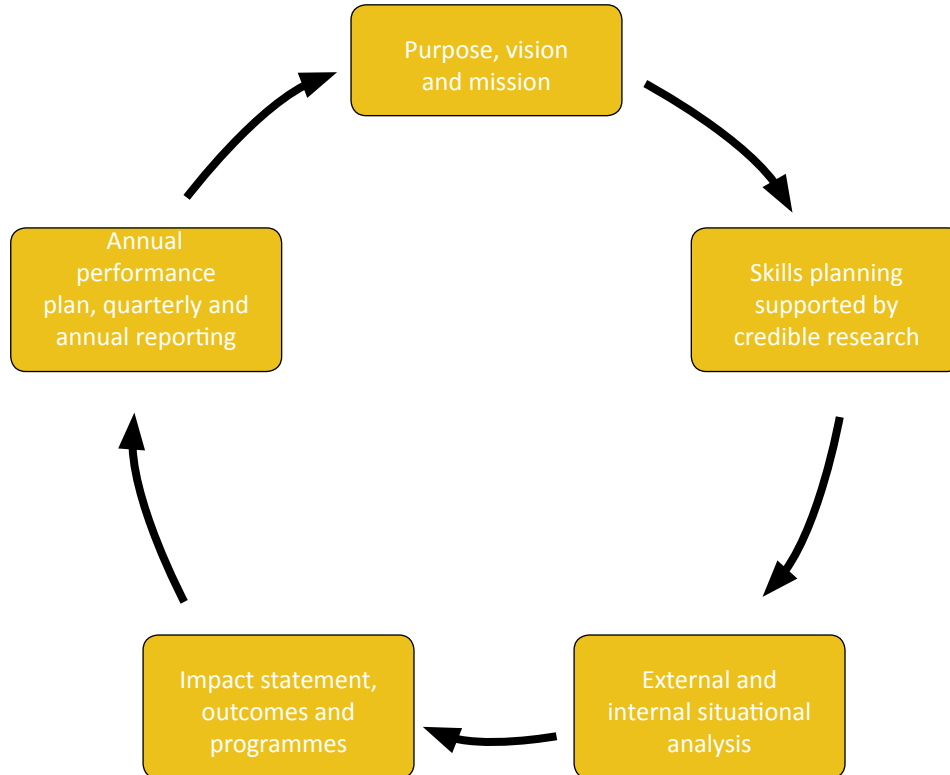 Purpose, vision
and mission
Skills planning
supported by
credible research
External and
internal situational
analysis
Impact statement,
outcomes and
programmes
Annual
performance
plan, quarterly and
annual reporting